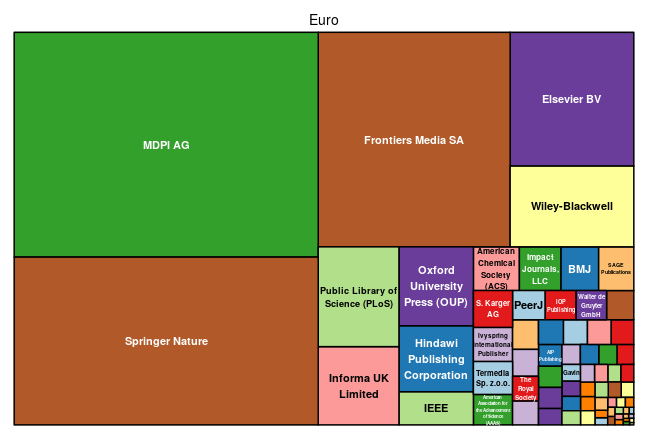 Euro
MDPI AG
Springer Nature
Frontiers Media SA
Elsevier BV
Wiley-Blackwell
Public Library of
Science (PLoS)
Informa UK
Limited
Oxford
University
Press (OUP)
Hindawi
Publishing
Corporation
IEEE
American
Chemical
Society
(ACS)
Impact
Journals,
LLC
BMJ
SAGE
Publications
S. Karger
AG
PeerJ
IOP
Publishing
Walter de
Gruyter
GmbH
Ivyspring
International
Publisher
Termedia
Sp. z.o.o.
The
Royal
Society
American
Association for
the Advancement
of Science
(AAAS)
AIP
Publishing
Gavin